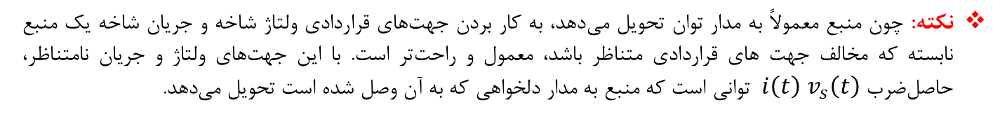 ❖ نکته: چون منبع معمولاً به مدار توان تحویل می‌دهد، به کار بردن جهت‌های قراردادی ولتاژ شاخه و جریان شاخه یک منبع
نابسته که مخالف جهت های قراردادی متناظر باشد، معمول و راحت‌تر است. با این جهت‌های ولتاژ و جریان نامتناظر،
حاصل‌ضرب i(t) v_S(t) توانی است که منبع به مدار دلخواهی که به آن وصل شده است تحویل می‌دهد.